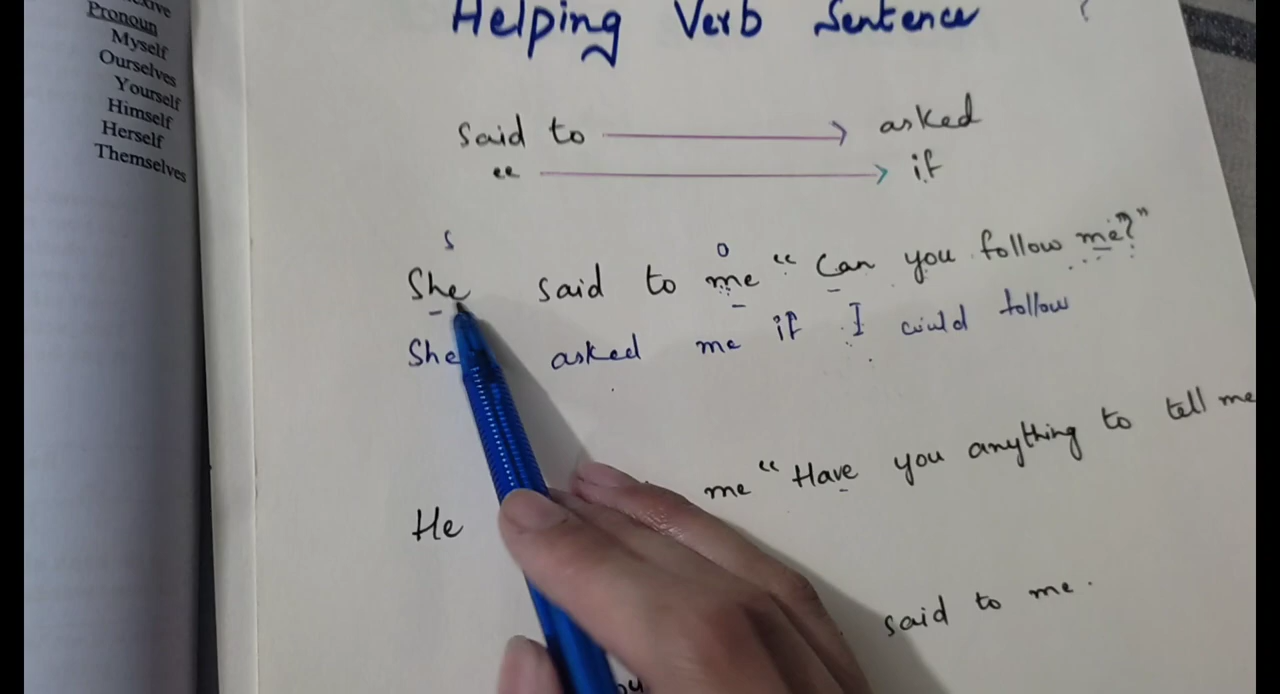 Pronoun
Myself
Ourselves
Yourself
Himself
Herself
Themselves
Helping Verb Sentence
said to → asked
“ → if
S O
She said to me “ Can you follow me?”
She asked me if I could follow
He me “ Have you anything to tell me
said to me.